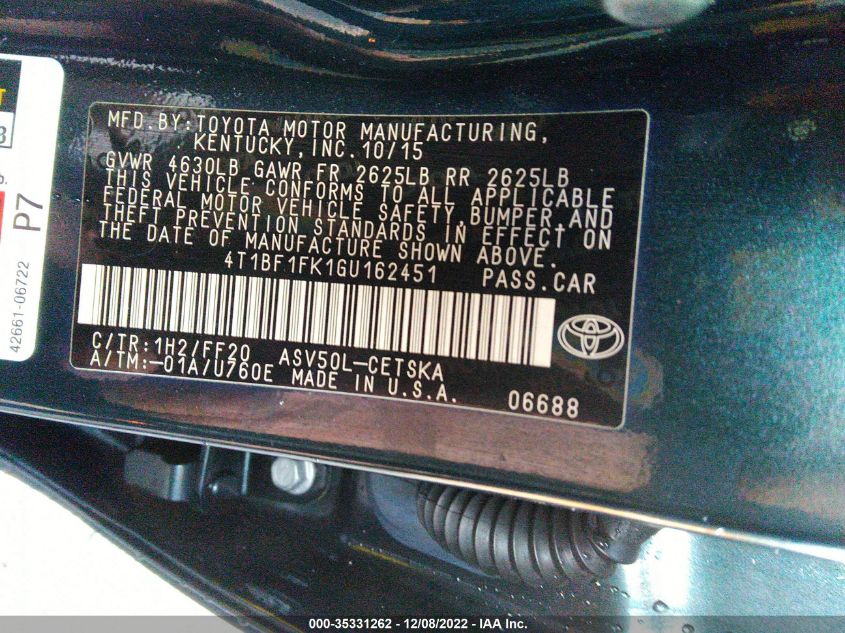 MFD. BY: TOYOTA MOTOR MANUFACTURING,
KENTUCKY, INC. 10/15
GVWR 4630LB GAWR FR 2625LB RR 2625LB
THIS VEHICLE CONFORMS TO ALL APPLICABLE
FEDERAL MOTOR VEHICLE SAFETY, BUMPER, AND
THEFT PREVENTION STANDARDS IN EFFECT ON
THE DATE OF MANUFACTURE SHOWN ABOVE.
4T1BF1FK1GU162451 PASS.CAR
C/TR: 1H2/FF20 ASV50L-CETSKA
A/TM:-01A/U760E MADE IN U.S.A. 06688
P7
42661-06722
000-35331262 - 12/08/2022 - IAA Inc.